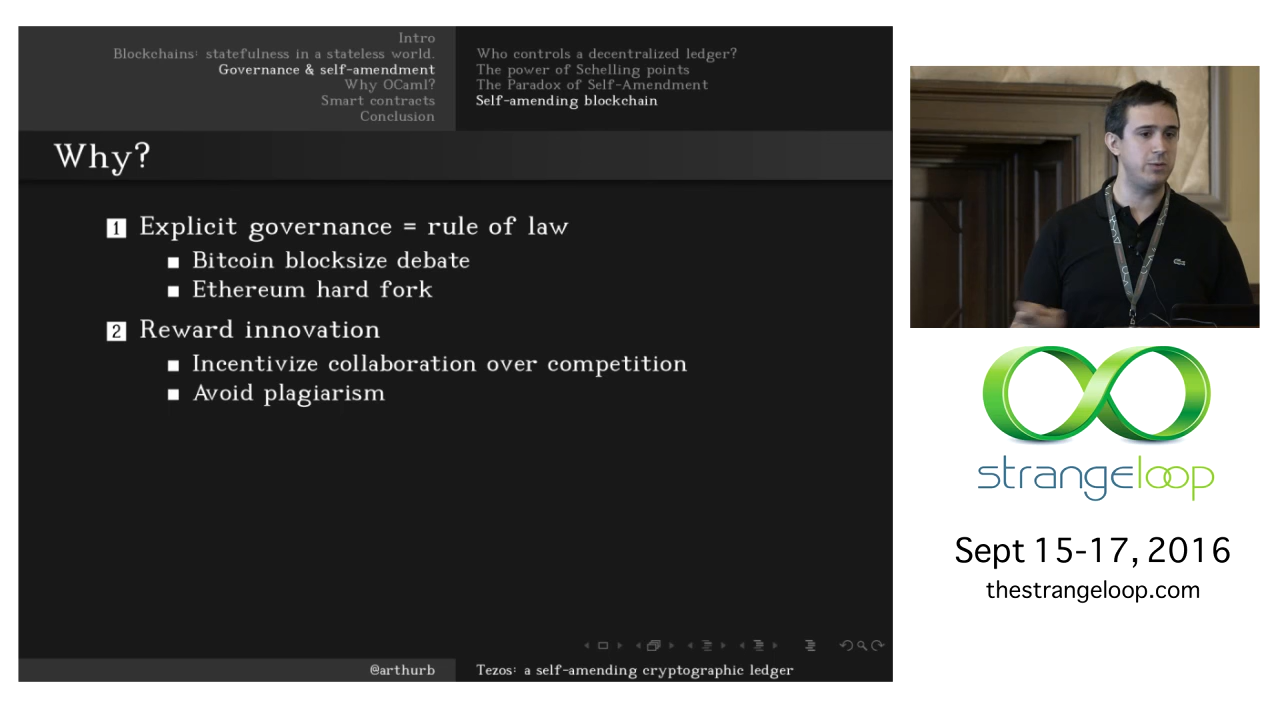 Intro
Blockchains: statefulness in a stateless world.
Governance & self-amendment
Why OCaml?
Smart contracts
Conclusion
Who controls a decentralized ledger?
The power of Schelling points
The Paradox of Self-Amendment
Self-amending blockchain
Why?
1 Explicit governance = rule of law
Bitcoin blocksize debate
Ethereum hard fork
2 Reward innovation
Incentivize collaboration over competition
Avoid plagiarism
@arthurb
Tezos: a self-amending cryptographic ledger
strangeloop
Sept 15-17, 2016
thestrangeloop.com